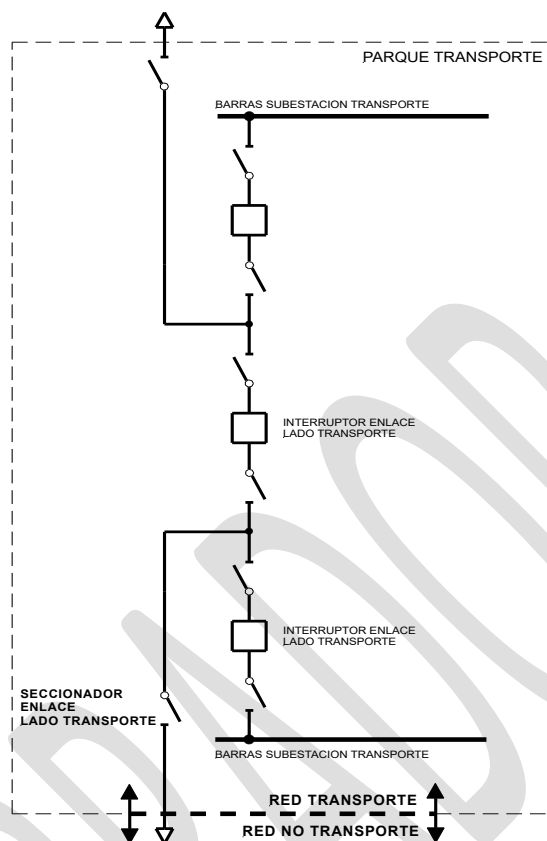 PARQUE TRANSPORTE
BARRAS SUBESTACION TRANSPORTE
INTERRUPTOR ENLACE
LADO TRANSPORTE
INTERRUPTOR ENLACE
LADO TRANSPORTE
SECCIONADOR
ENLACE
LADO TRANSPORTE
BARRAS SUBESTACION TRANSPORTE
RED TRANSPORTE
RED NO TRANSPORTE